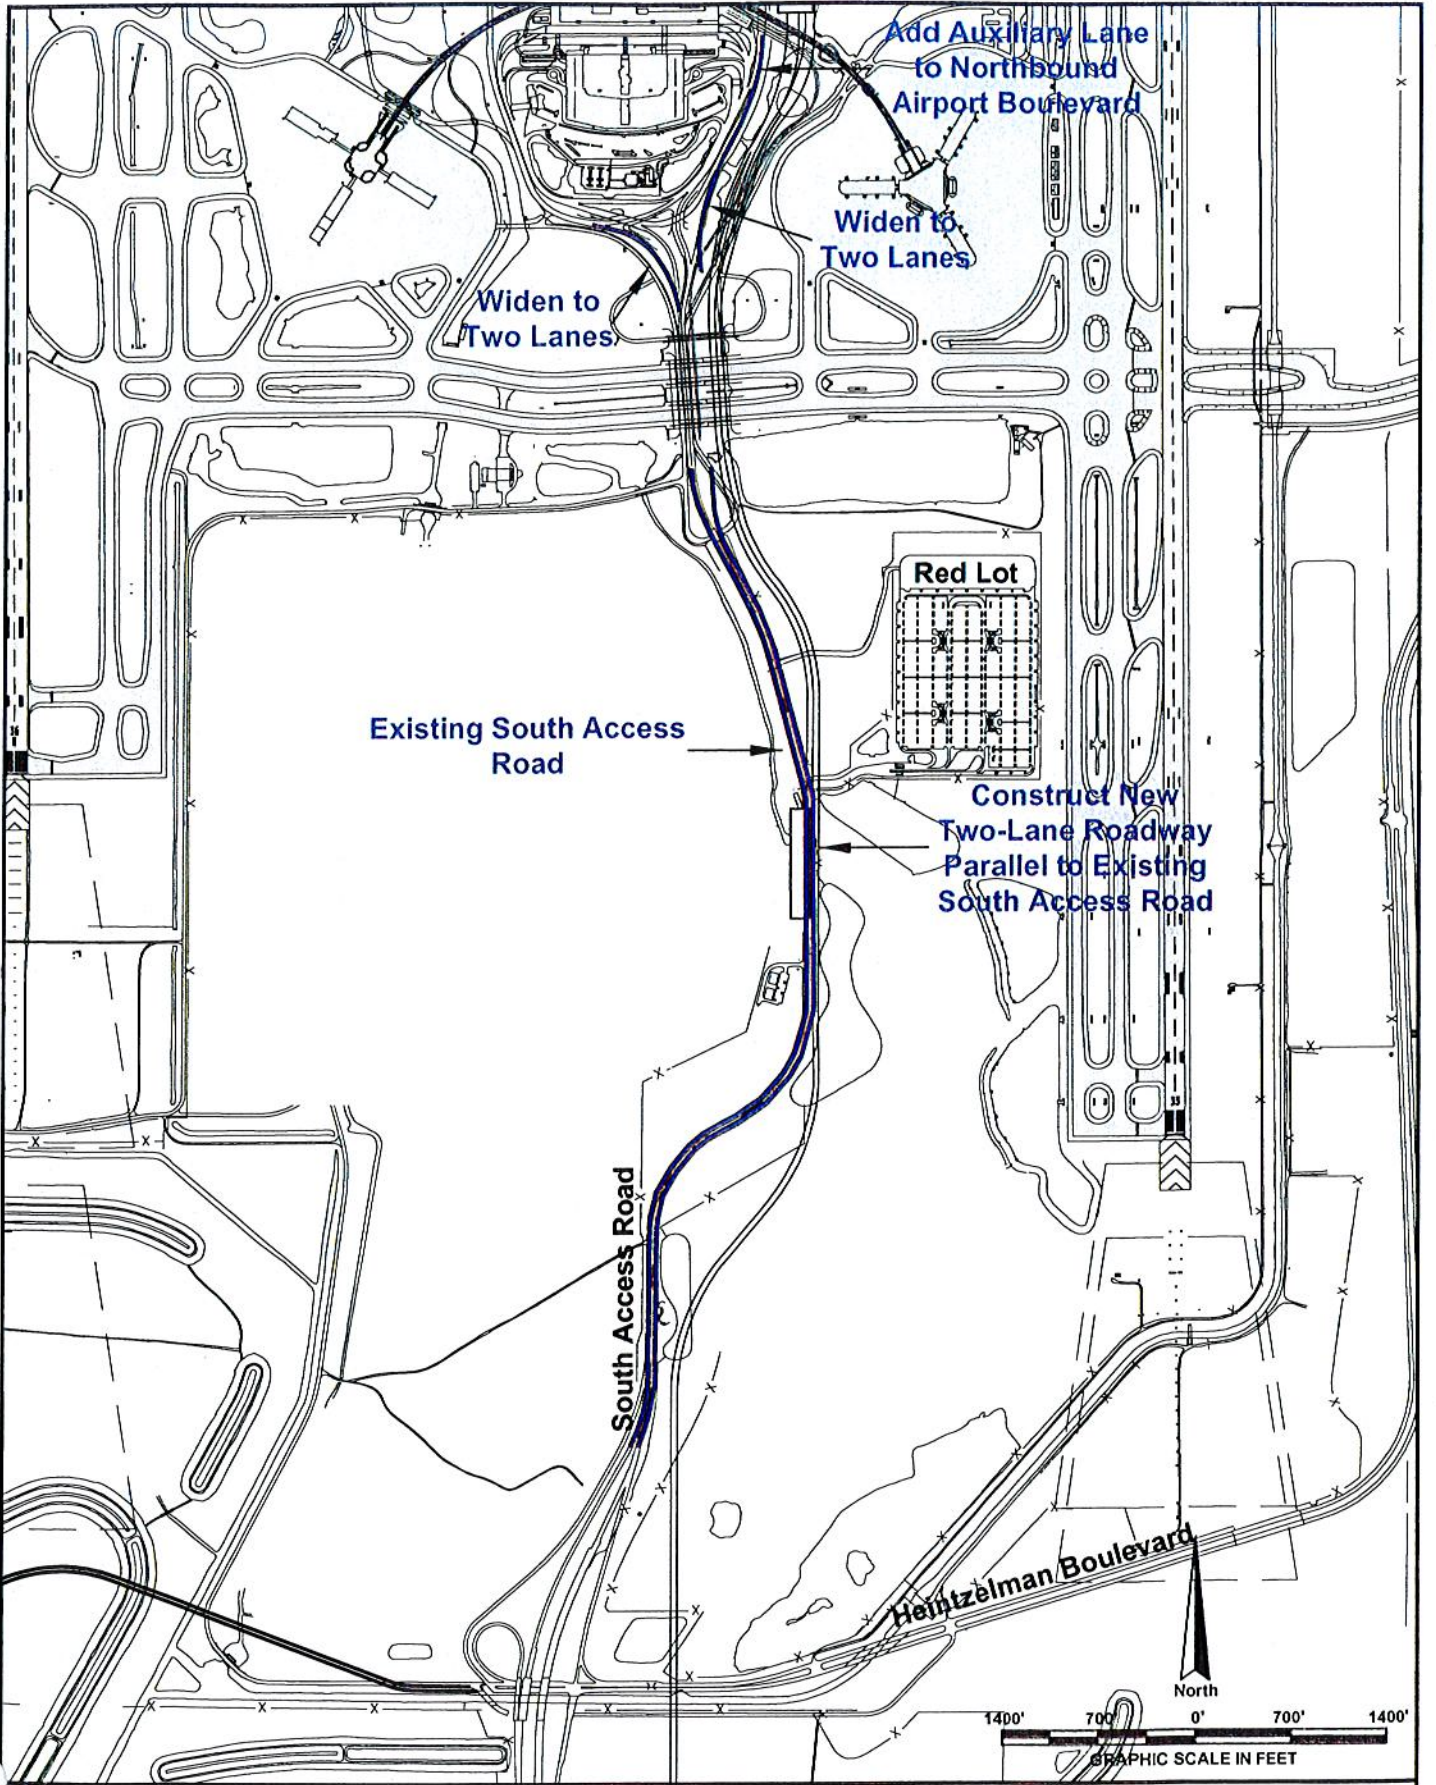 Add Auxiliary Lane
to Northbound
Airport Boulevard
Widen to
Two Lanes
Widen to
Two Lanes
Red Lot
Existing South Access
Road
Construct New
Two-Lane Roadway
Parallel to Existing
South Access Road
South Access Road
Heintzelman Boulevard
North
1400' 700' 0' 700' 1400'
GRAPHIC SCALE IN FEET